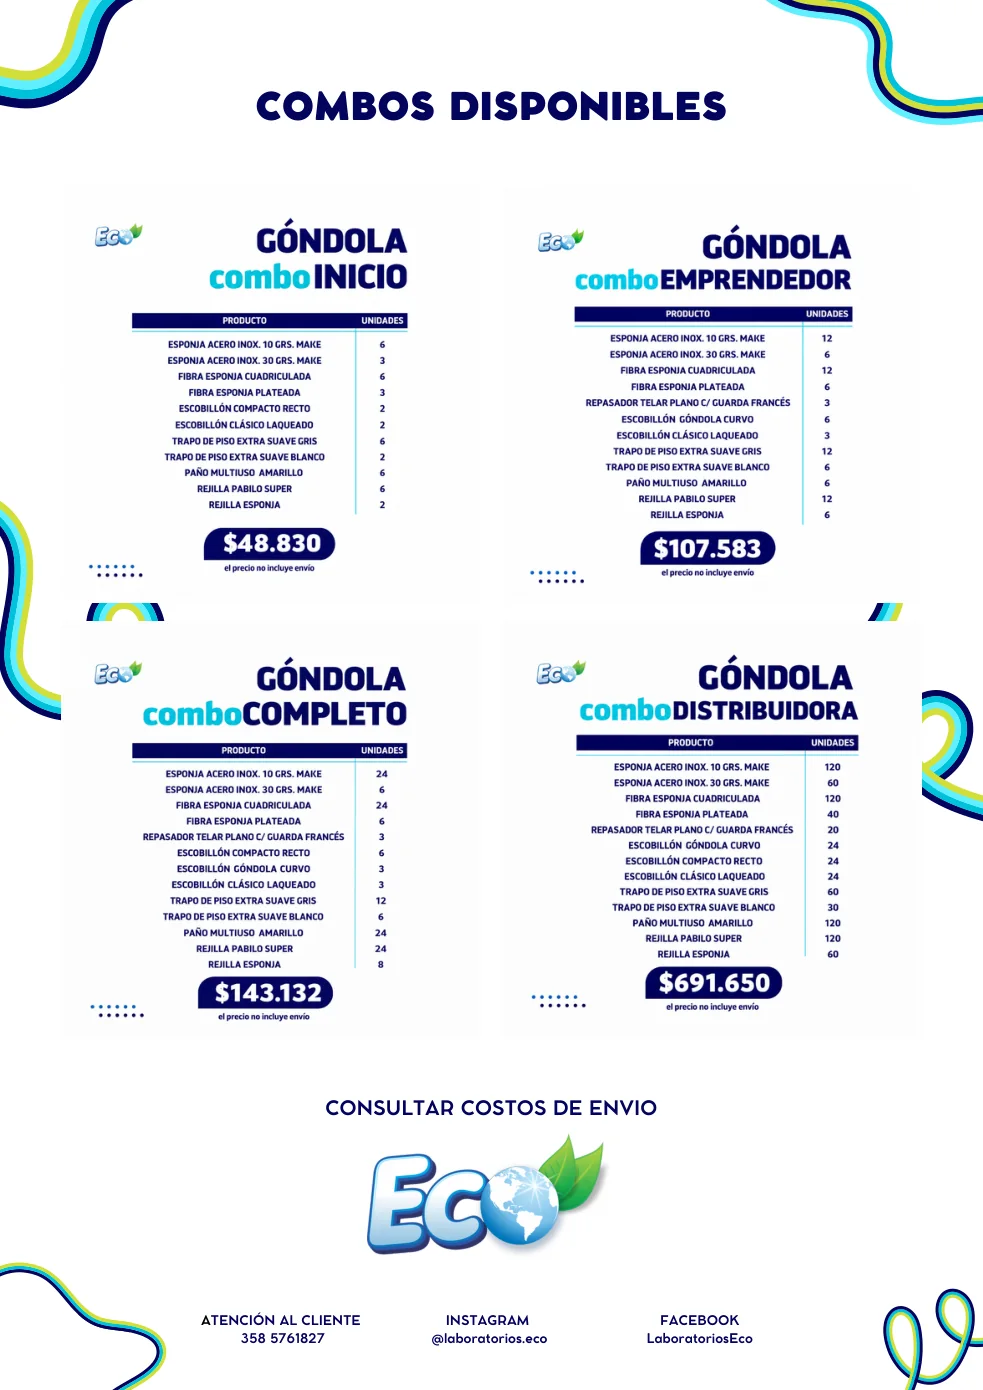 COMBOS DISPONIBLES
Eco
GÓNDOLA
combo INICIO
PRODUCTO UNIDADES
ESPONJA ACERO INOX. 10 GRS. MAKE 6
ESPONJA ACERO INOX. 30 GRS. MAKE 3
FIBRA ESPONJA CUADRICULADA 6
FIBRA ESPONJA PLATEADA 3
ESCOBILLÓN COMPACTO RECTO 2
ESCOBILLÓN CLÁSICO LAQUEADO 2
TRAPO DE PISO EXTRA SUAVE GRIS 6
TRAPO DE PISO EXTRA SUAVE BLANCO 2
PAÑO MULTIUSO AMARILLO 6
REJILLA PABILO SUPER 6
REJILLA ESPONJA 2
$48.830
el precio no incluye envío
Eco
GÓNDOLA
combo EMPRENDEDOR
PRODUCTO UNIDADES
ESPONJA ACERO INOX. 10 GRS. MAKE 12
ESPONJA ACERO INOX. 30 GRS. MAKE 6
FIBRA ESPONJA CUADRICULADA 12
FIBRA ESPONJA PLATEADA 6
REPASADOR TELAR PLANO C/ GUARDA FRANCÉS 3
ESCOBILLÓN GÓNDOLA CURVO 6
ESCOBILLÓN CLÁSICO LAQUEADO 3
TRAPO DE PISO EXTRA SUAVE GRIS 12
TRAPO DE PISO EXTRA SUAVE BLANCO 6
PAÑO MULTIUSO AMARILLO 6
REJILLA PABILO SUPER 12
REJILLA ESPONJA 6
$107.583
el precio no incluye envío
Eco
GÓNDOLA
combo COMPLETO
PRODUCTO UNIDADES
ESPONJA ACERO INOX. 10 GRS. MAKE 24
ESPONJA ACERO INOX. 30 GRS. MAKE 6
FIBRA ESPONJA CUADRICULADA 24
FIBRA ESPONJA PLATEADA 6
REPASADOR TELAR PLANO C/ GUARDA FRANCÉS 3
ESCOBILLÓN COMPACTO RECTO 6
ESCOBILLÓN GÓNDOLA CURVO 3
ESCOBILLÓN CLÁSICO LAQUEADO 3
TRAPO DE PISO EXTRA SUAVE GRIS 12
TRAPO DE PISO EXTRA SUAVE BLANCO 6
PAÑO MULTIUSO AMARILLO 24
REJILLA PABILO SUPER 24
REJILLA ESPONJA 8
$143.132
el precio no incluye envío
Eco
GÓNDOLA
combo DISTRIBUIDORA
PRODUCTO UNIDADES
ESPONJA ACERO INOX. 10 GRS. MAKE 120
ESPONJA ACERO INOX. 30 GRS. MAKE 60
FIBRA ESPONJA CUADRICULADA 120
FIBRA ESPONJA PLATEADA 40
REPASADOR TELAR PLANO C/ GUARDA FRANCÉS 20
ESCOBILLÓN GÓNDOLA CURVO 24
ESCOBILLÓN COMPACTO RECTO 24
ESCOBILLÓN CLÁSICO LAQUEADO 24
TRAPO DE PISO EXTRA SUAVE GRIS 60
TRAPO DE PISO EXTRA SUAVE BLANCO 30
PAÑO MULTIUSO AMARILLO 120
REJILLA PABILO SUPER 120
REJILLA ESPONJA 60
$691.650
el precio no incluye envío
CONSULTAR COSTOS DE ENVIO
Eco
ATENCIÓN AL CLIENTE
358 5761827
INSTAGRAM
@laboratorios.eco
FACEBOOK
LaboratoriosEco